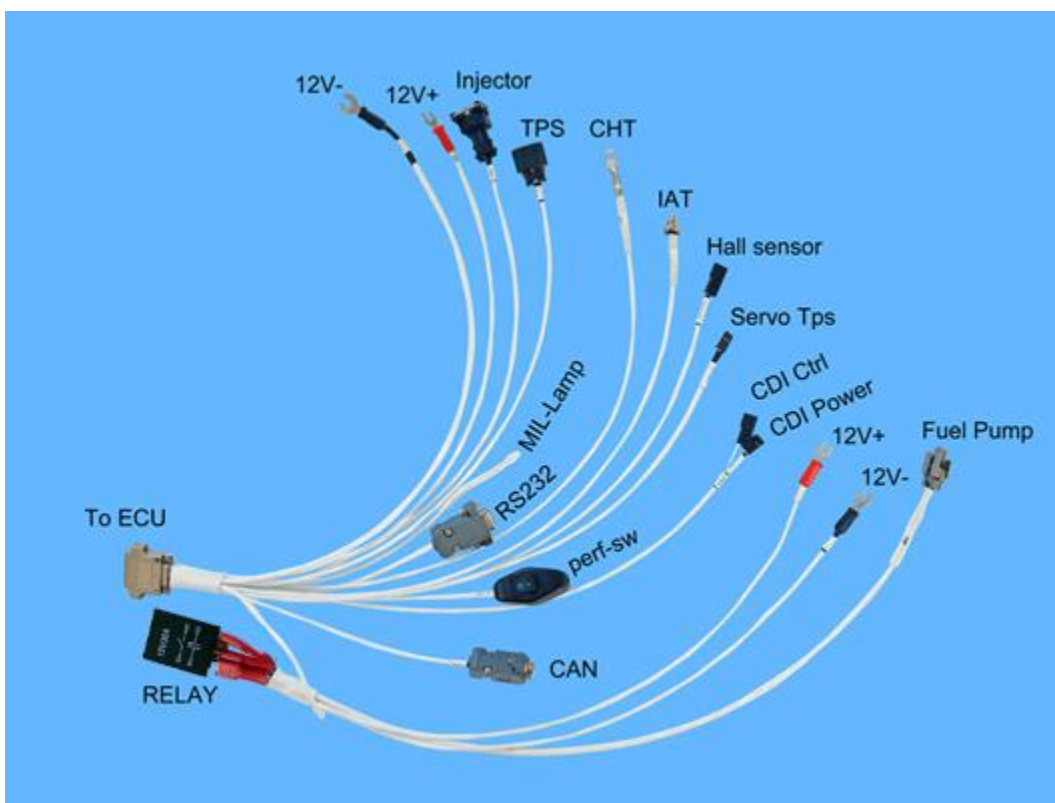 12V-
12V+
Injector
TPS
CHT
IAT
Hall sensor
Servo Tps
CDI Ctrl
CDI Power
12V+
12V-
Fuel Pump
MIL-Lamp
RS232
perf-sw
To ECU
CAN
RELAY